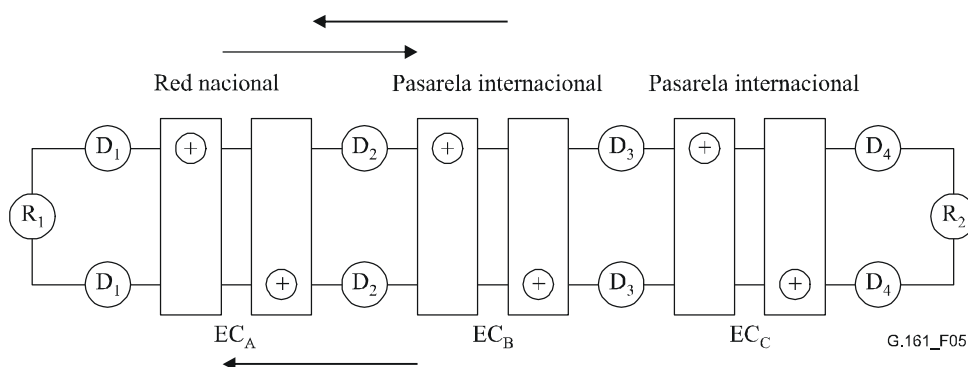 Red nacional Pasarela internacional Pasarela internacional
D1 + D2 + D3 + D4
R1 R2
D1 + D2 + D3 + D4
ECA ECB ECC
G.161_F05